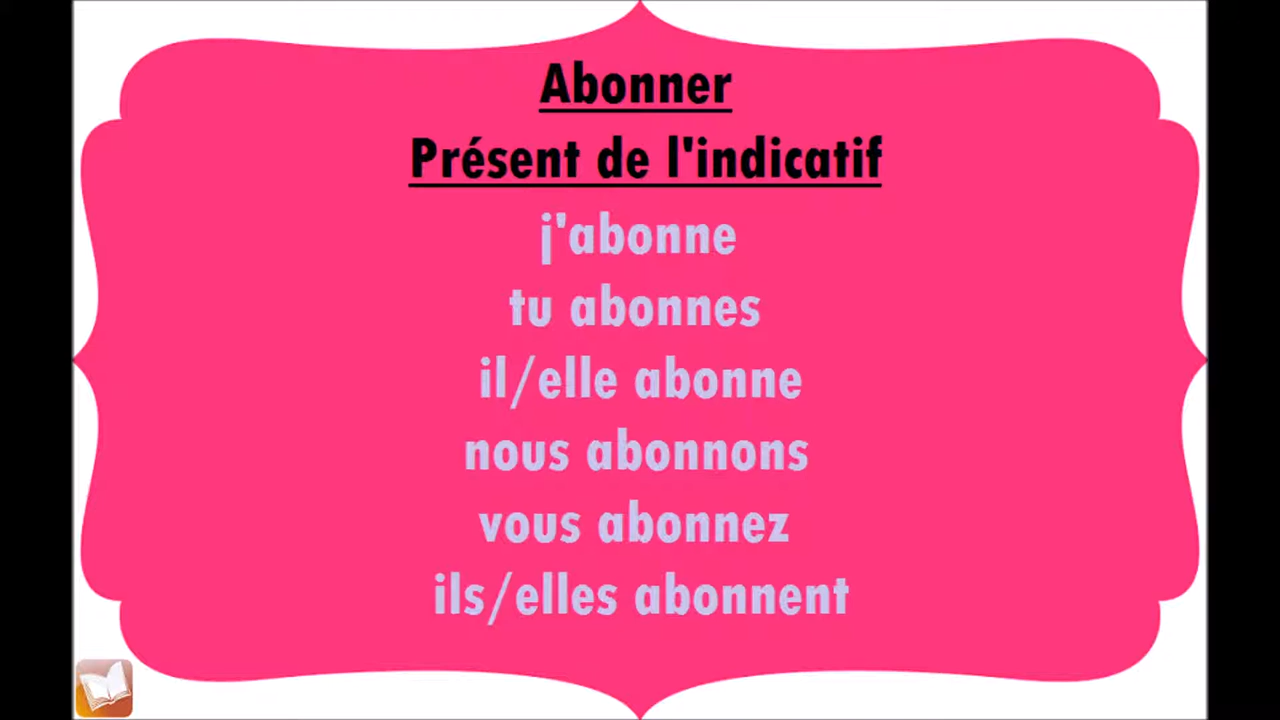 Abonner
Présent de l'indicatif
j'abonne
tu abonnes
il/elle abonne
nous abonnons
vous abonnez
ils/elles abonnent